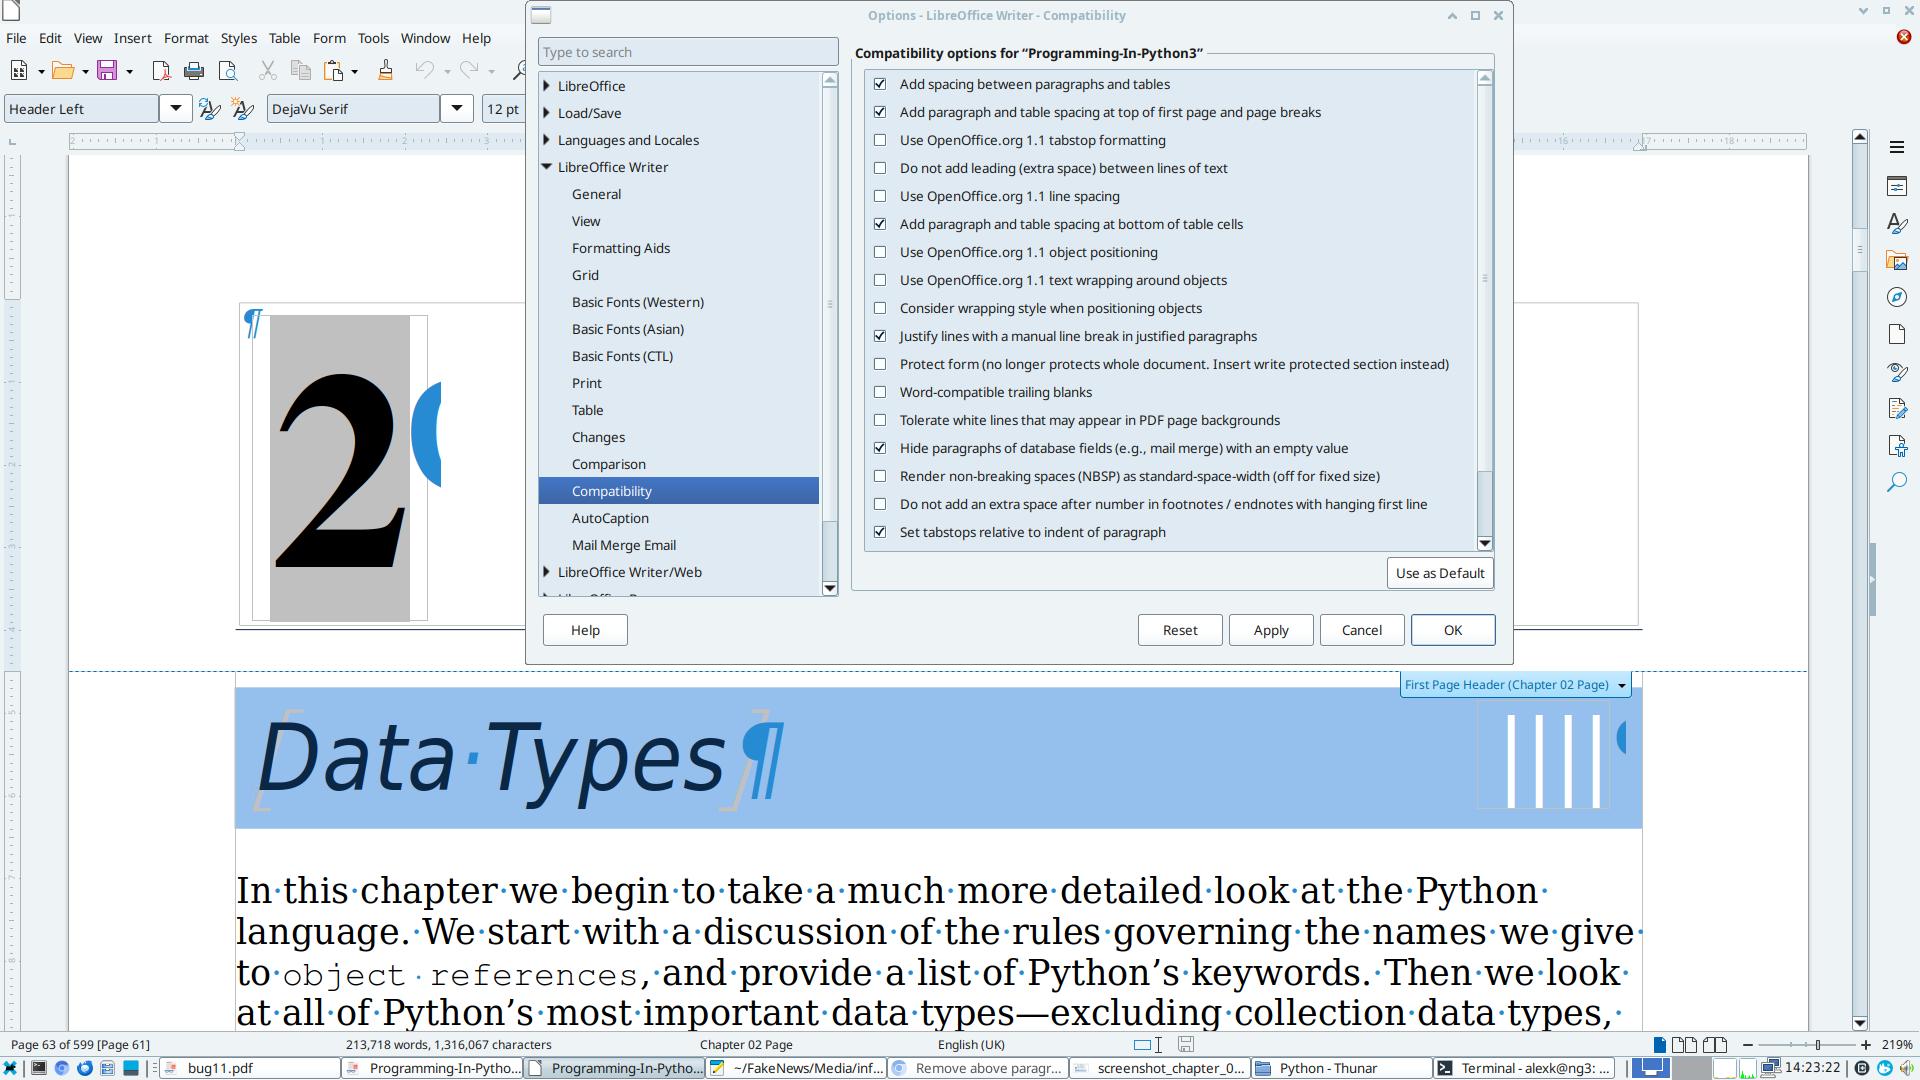 Options - LibreOffice Writer - Compatibility
File Edit View Insert Format Styles Table Form Tools Window Help
Header Left
DejaVu Serif
12 pt
Type to search
LibreOffice
Load/Save
Languages and Locales
LibreOffice Writer
General
View
Formatting Aids
Grid
Basic Fonts (Western)
Basic Fonts (Asian)
Basic Fonts (CTL)
Print
Table
Changes
Comparison
Compatibility
AutoCaption
Mail Merge Email
LibreOffice Writer/Web
Compatibility options for “Programming-In-Python3”
Add spacing between paragraphs and tables
Add paragraph and table spacing at top of first page and page breaks
Use OpenOffice.org 1.1 tabstop formatting
Do not add leading (extra space) between lines of text
Use OpenOffice.org 1.1 line spacing
Add paragraph and table spacing at bottom of table cells
Use OpenOffice.org 1.1 object positioning
Use OpenOffice.org 1.1 text wrapping around objects
Consider wrapping style when positioning objects
Justify lines with a manual line break in justified paragraphs
Protect form (no longer protects whole document. Insert write protected section instead)
Word-compatible trailing blanks
Tolerate white lines that may appear in PDF page backgrounds
Hide paragraphs of database fields (e.g., mail merge) with an empty value
Render non-breaking spaces (NBSP) as standard-space-width (off for fixed size)
Do not add an extra space after number in footnotes / endnotes with hanging first line
Set tabstops relative to indent of paragraph
Use as Default
Help
Reset
Apply
Cancel
OK
¶
2
First Page Header (Chapter 02 Page)
Data·Types¶
In·this·chapter·we·begin·to·take·a·much·more·detailed·look·at·the·Python·
language.·We·start·with·a·discussion·of·the·rules·governing·the·names·we·give·
to·object·references,·and·provide·a·list·of·Python’s·keywords.·Then·we·look·
at·all·of·Python’s·most·important·data·types—excluding·collection·data·types,·
Page 63 of 599 [Page 61]
213,718 words, 1,316,067 characters
Chapter 02 Page
English (UK)
219%
bug11.pdf
Programming-In-Pytho...
Programming-In-Pytho...
~/FakeNews/Media/inf...
Remove above paragr...
screenshot_chapter_0...
Python - Thunar
Terminal - alexk@ng3: ...
14:23:22